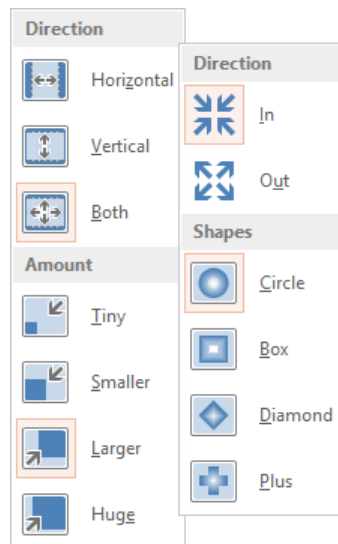 Direction
Horizontal
Vertical
Both
Amount
Tiny
Smaller
Larger
Huge
Direction
In
Out
Shapes
Circle
Box
Diamond
Plus